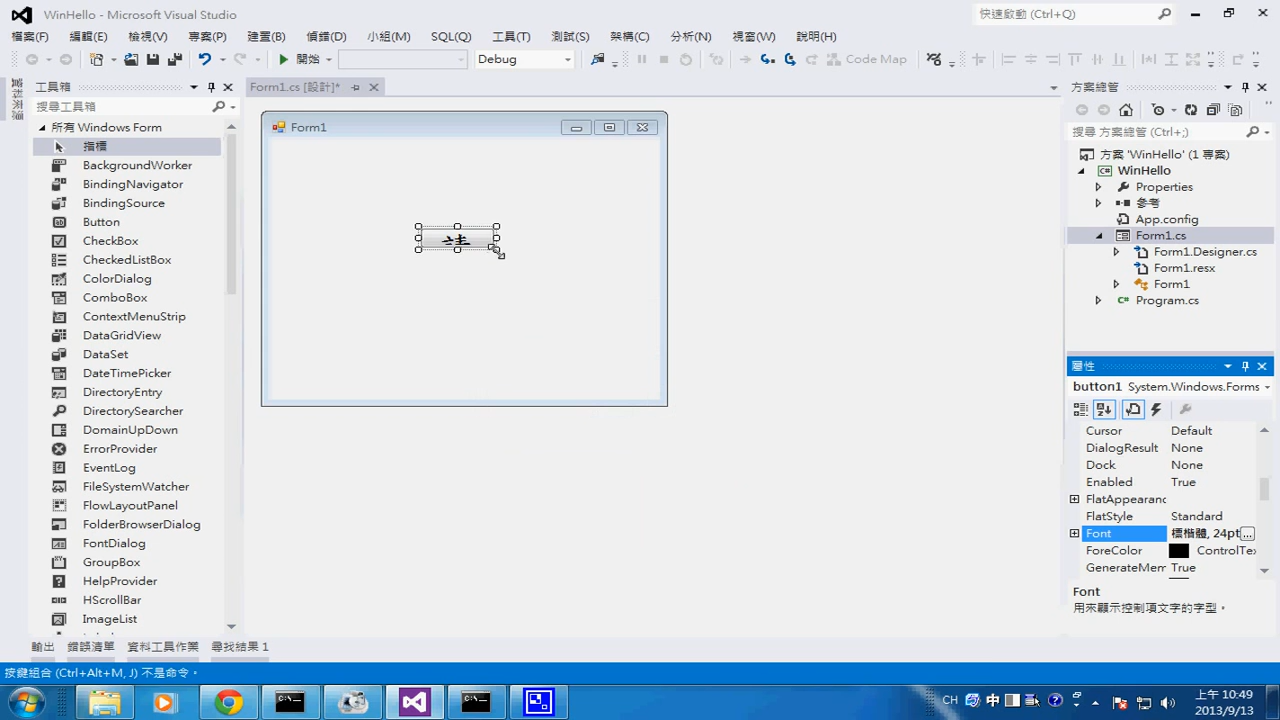 WinHello - Microsoft Visual Studio
快速啟動 (Ctrl+Q)
檔案(F) 編輯(E) 檢視(V) 專案(P) 建置(B) 偵錯(D) 小組(M) SQL(Q) 工具(T) 測試(S) 架構(C) 分析(N) 視窗(W) 說明(H)
開始 Debug Code Map
工具箱
搜尋工具箱
所有 Windows Form
指標
BackgroundWorker
BindingNavigator
BindingSource
Button
CheckBox
CheckedListBox
ColorDialog
ComboBox
ContextMenuStrip
DataGridView
DataSet
DateTimePicker
DirectoryEntry
DirectorySearcher
DomainUpDown
ErrorProvider
EventLog
FileSystemWatcher
FlowLayoutPanel
FolderBrowserDialog
FontDialog
GroupBox
HelpProvider
HScrollBar
ImageList
Form1.cs [設計]*
Form1
方案總管
搜尋 方案總管 (Ctrl+;)
方案 'WinHello' (1 專案)
WinHello
Properties
參考
App.config
Form1.cs
Form1.Designer.cs
Form1.resx
Form1
Program.cs
屬性
button1 System.Windows.Forms
Cursor Default
DialogResult None
Dock None
Enabled True
FlatAppearanc
FlatStyle Standard
Font 標楷體, 24pt ...
ForeColor ControlTex
GenerateMem True
Font
用來顯示控制項文字的字型。
輸出 錯誤清單 資料工具作業 尋找結果 1
按鍵組合 (Ctrl+Alt+M, J) 不是命令。
CH 中
上午 10:49
2013/9/13